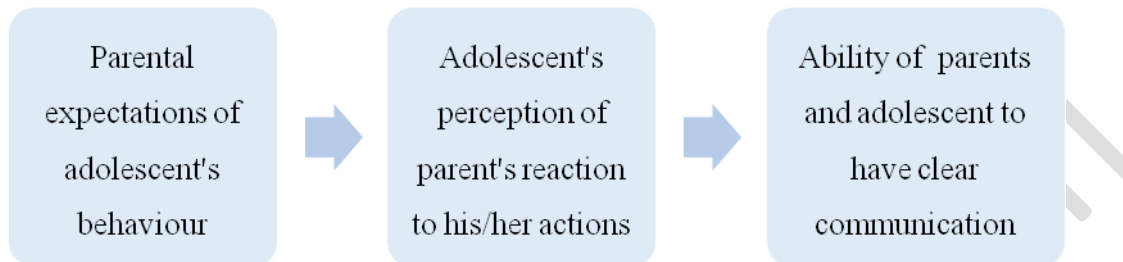 Parental
expectations of
adolescent's
behaviour
Adolescent's
perception of
parent's reaction
to his/her actions
Ability of parents
and adolescent to
have clear
communication